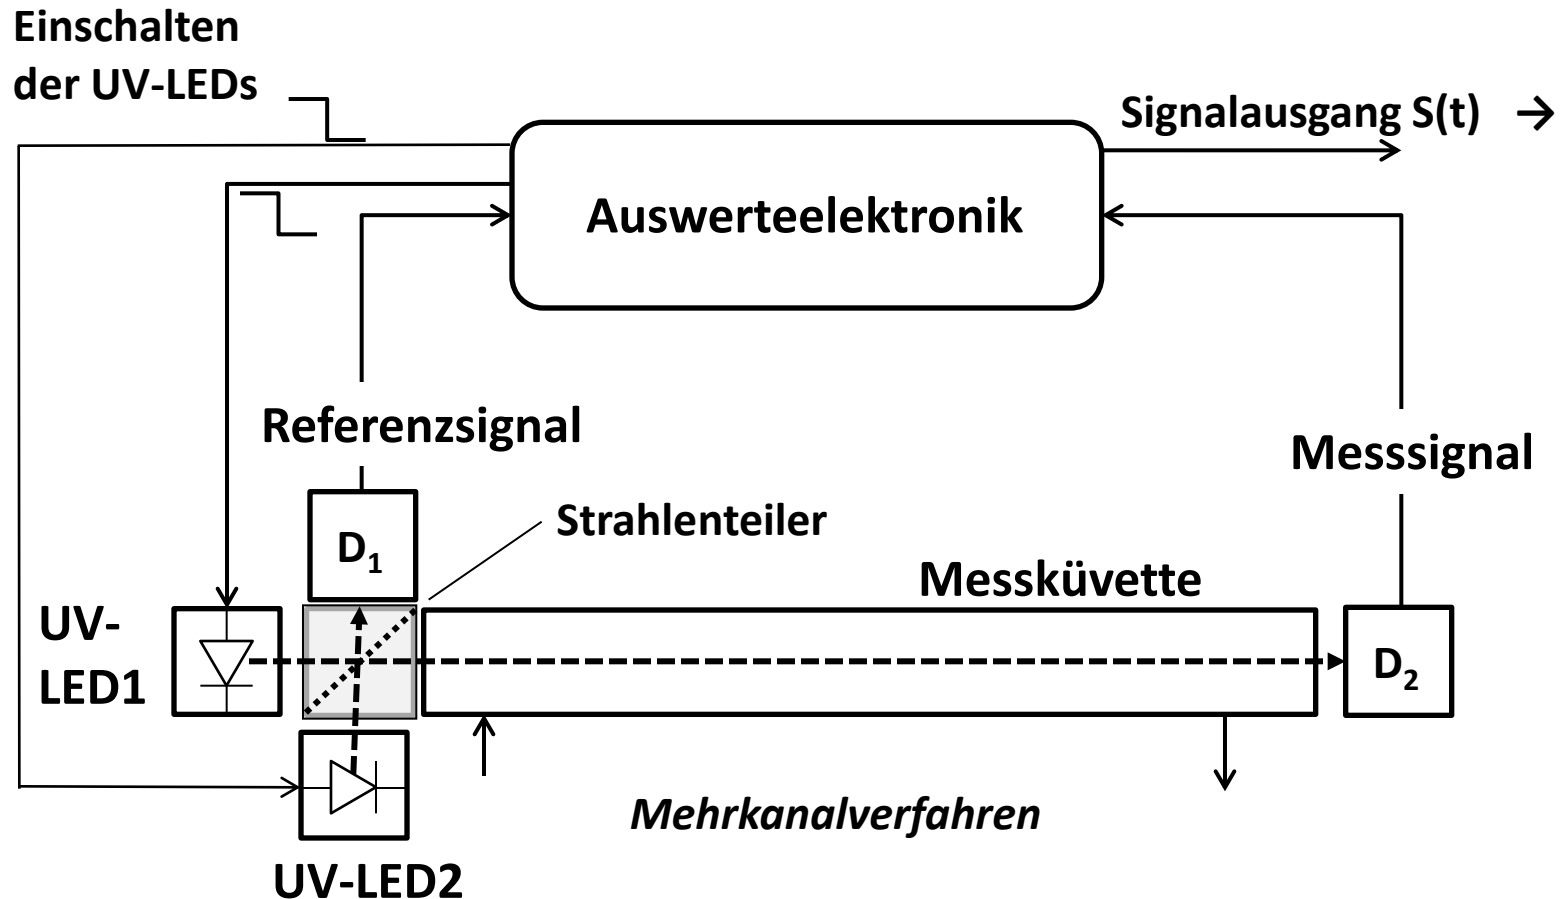 Einschalten
der UV-LEDs
Signalausgang S(t) →
Auswerteelektronik
Referenzsignal
Messsignal
Strahlenteiler
D1
Messküvette
UV-
LED1
D2
Mehrkanalverfahren
UV-LED2